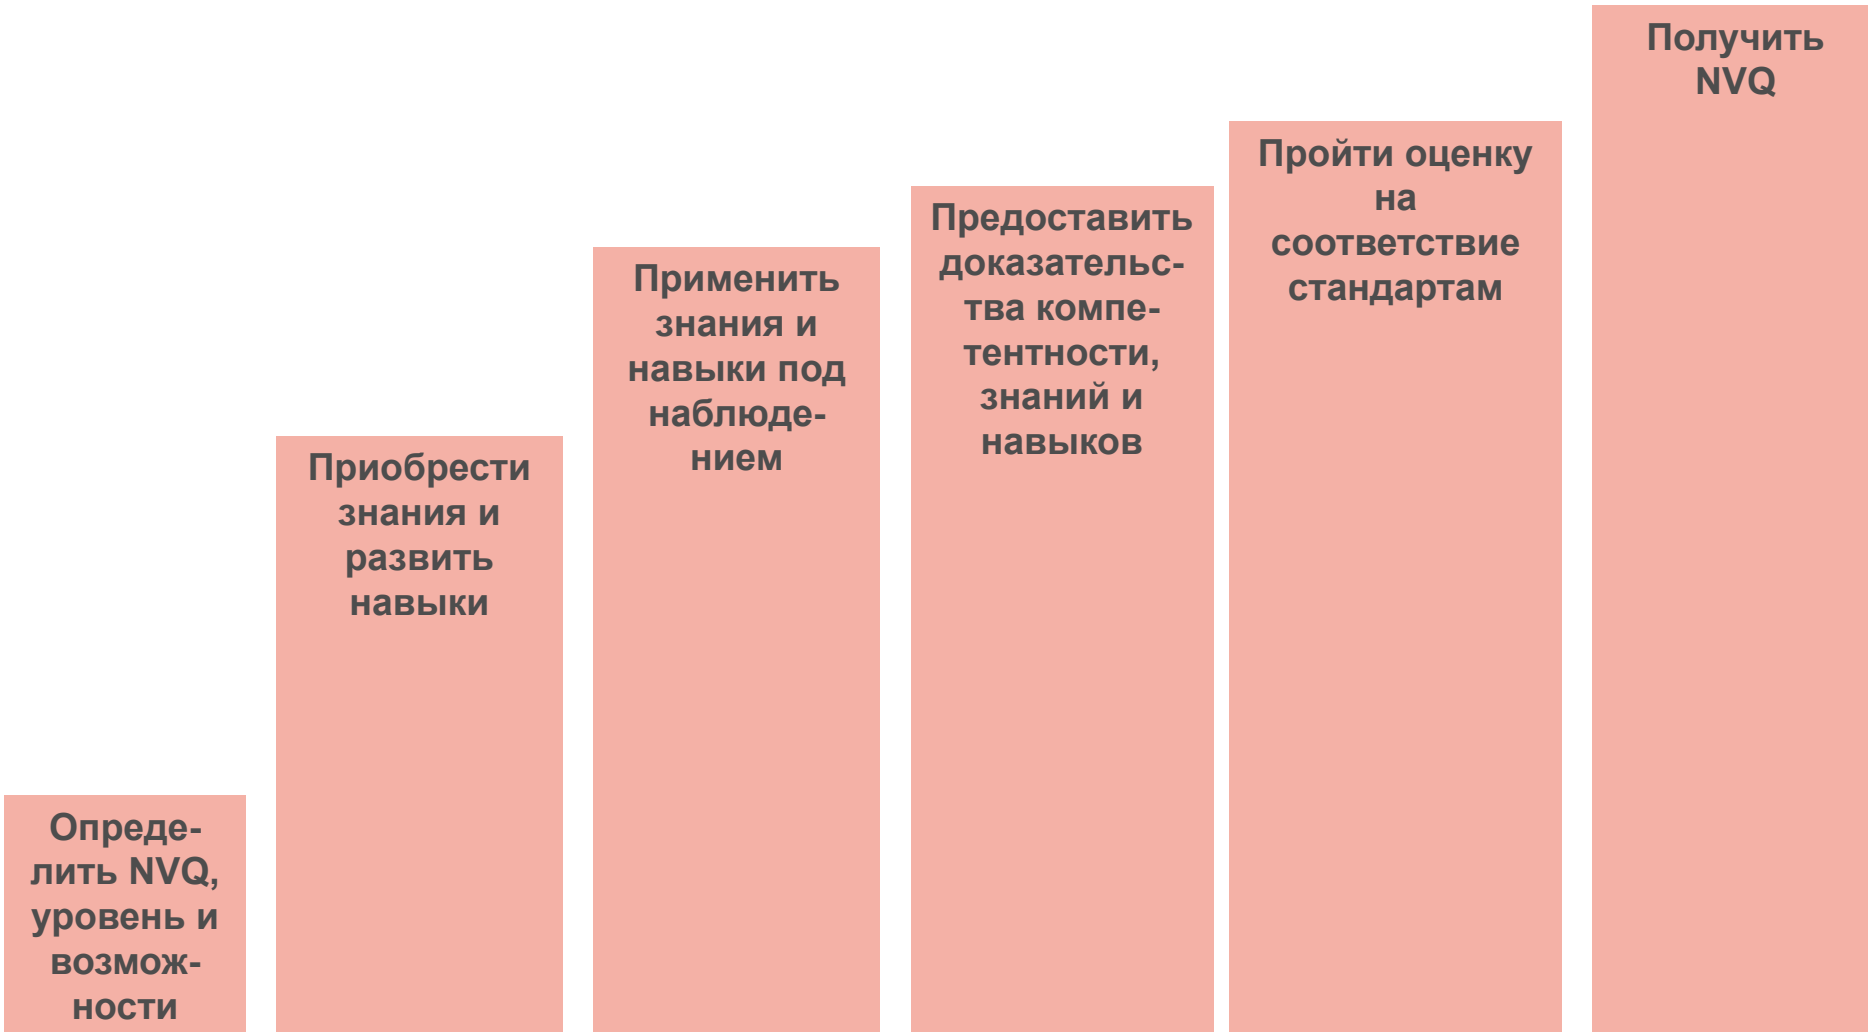 Опреде-
лить NVQ,
уровень и
возмож-
ности
Приобрести
знания и
развить
навыки
Применить
знания и
навыки под
наблюде-
нием
Предоставить
доказательс-
тва компе-
тентности,
знаний и
навыков
Пройти оценку
на
соответствие
стандартам
Получить
NVQ